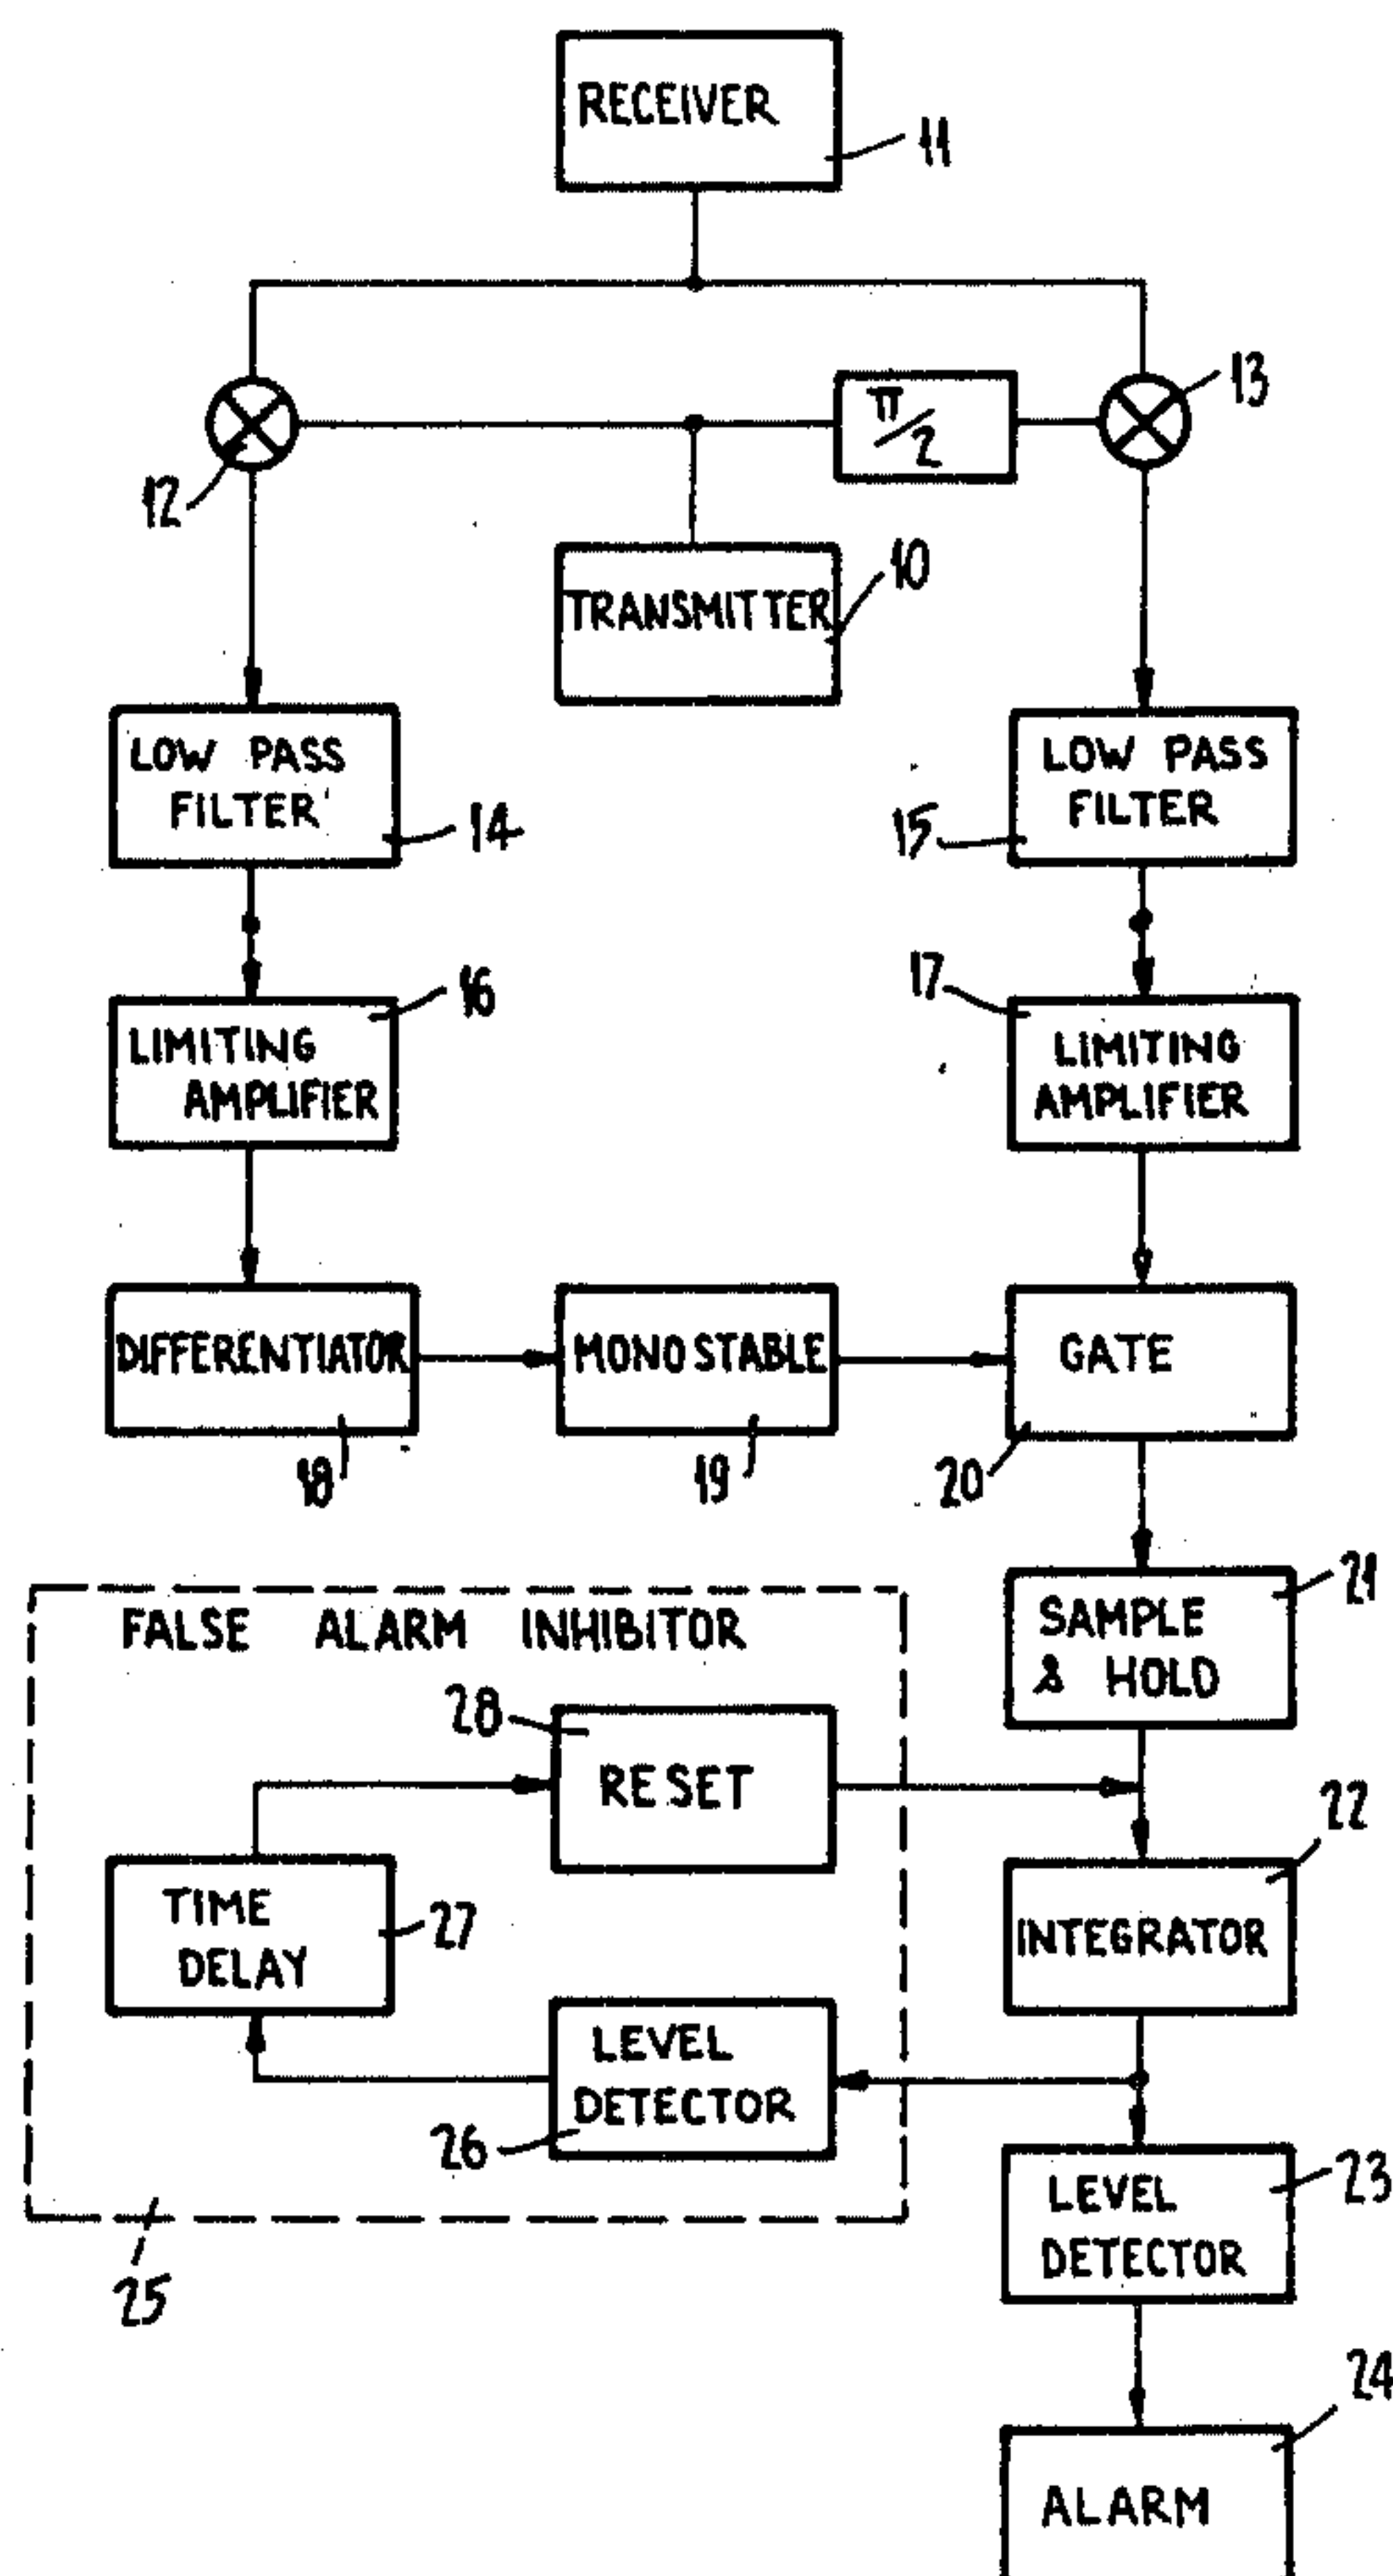 RECEIVER
11
π/2
13
12
10
TRANSMITTER
LOW PASS
FILTER
14
LOW PASS
FILTER
15
16
LIMITING
AMPLIFIER
17
LIMITING
AMPLIFIER
DIFFERENTIATOR
MONOSTABLE
GATE
18
19
20
21
SAMPLE
& HOLD
FALSE ALARM INHIBITOR
28
RESET
22
TIME
DELAY
27
INTEGRATOR
LEVEL
DETECTOR
26
23
LEVEL
DETECTOR
25
24
ALARM